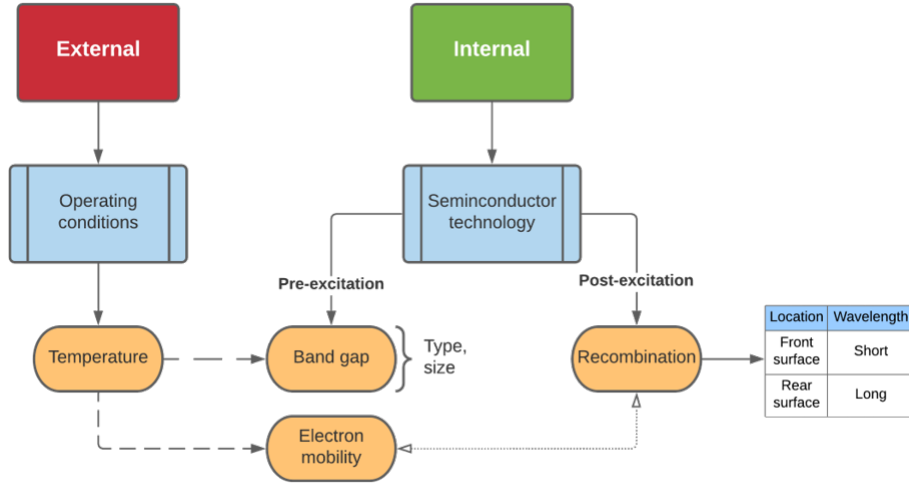 External
Internal
Operating
conditions
Seminconductor
technology
Pre-excitation
Post-excitation
Temperature
Band gap
Type,
size
Recombination
Location Wavelength
Front
surface
Short
Rear
surface
Long
Electron
mobility